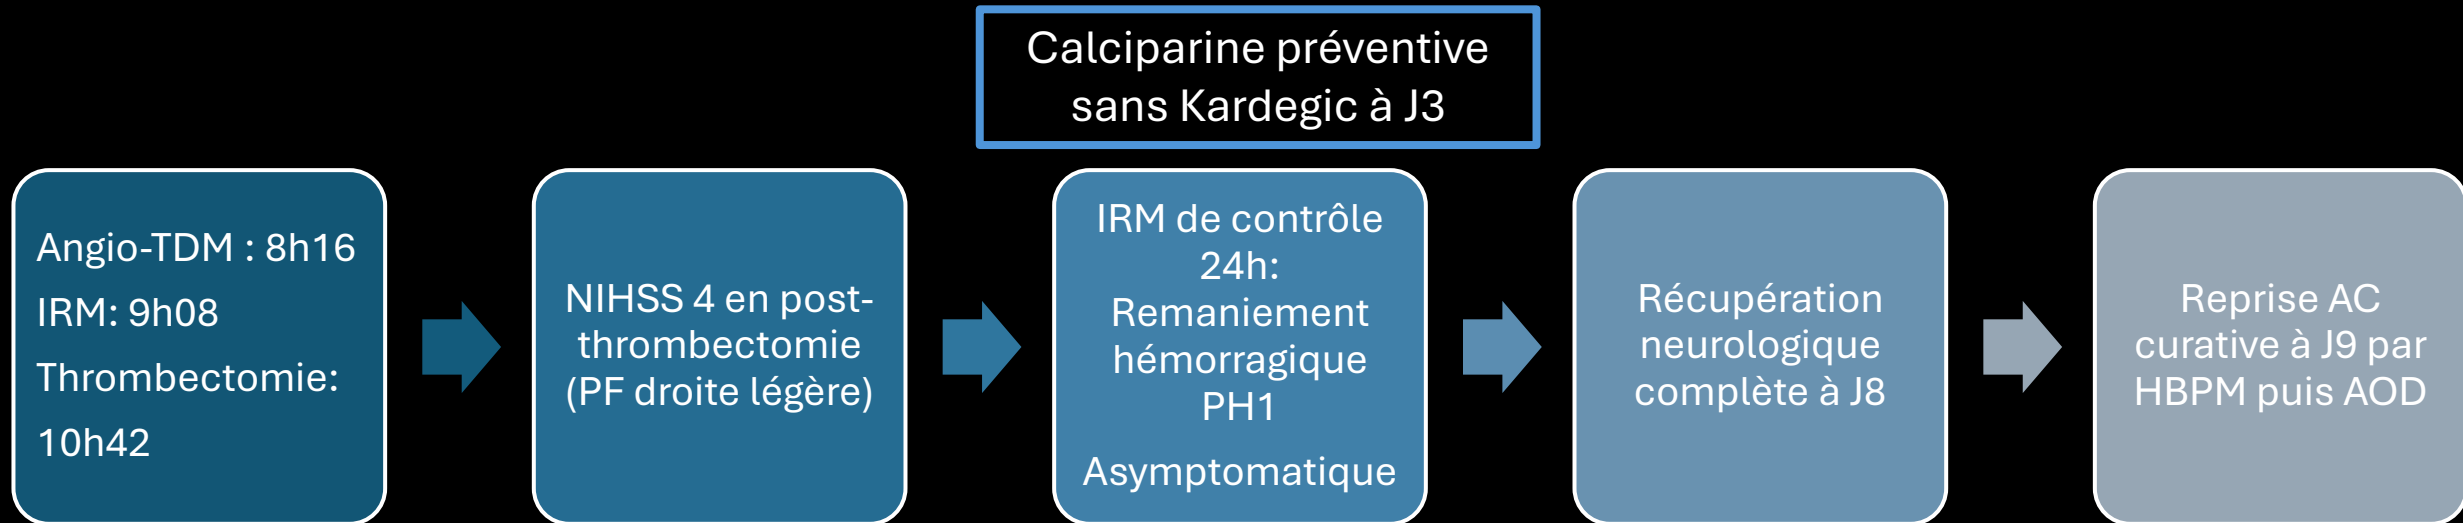 Calciparine préventive
sans Kardegic à J3
Angio-TDM : 8h16
IRM: 9h08
Thrombectomie:
10h42
NIHSS 4 en post-
thrombectomie
(PF droite légère)
IRM de contrôle
24h:
Remaniement
hémorragique
PH1
Asymptomatique
Récupération
neurologique
complète à J8
Reprise AC
curative à J9 par
HBPM puis AOD